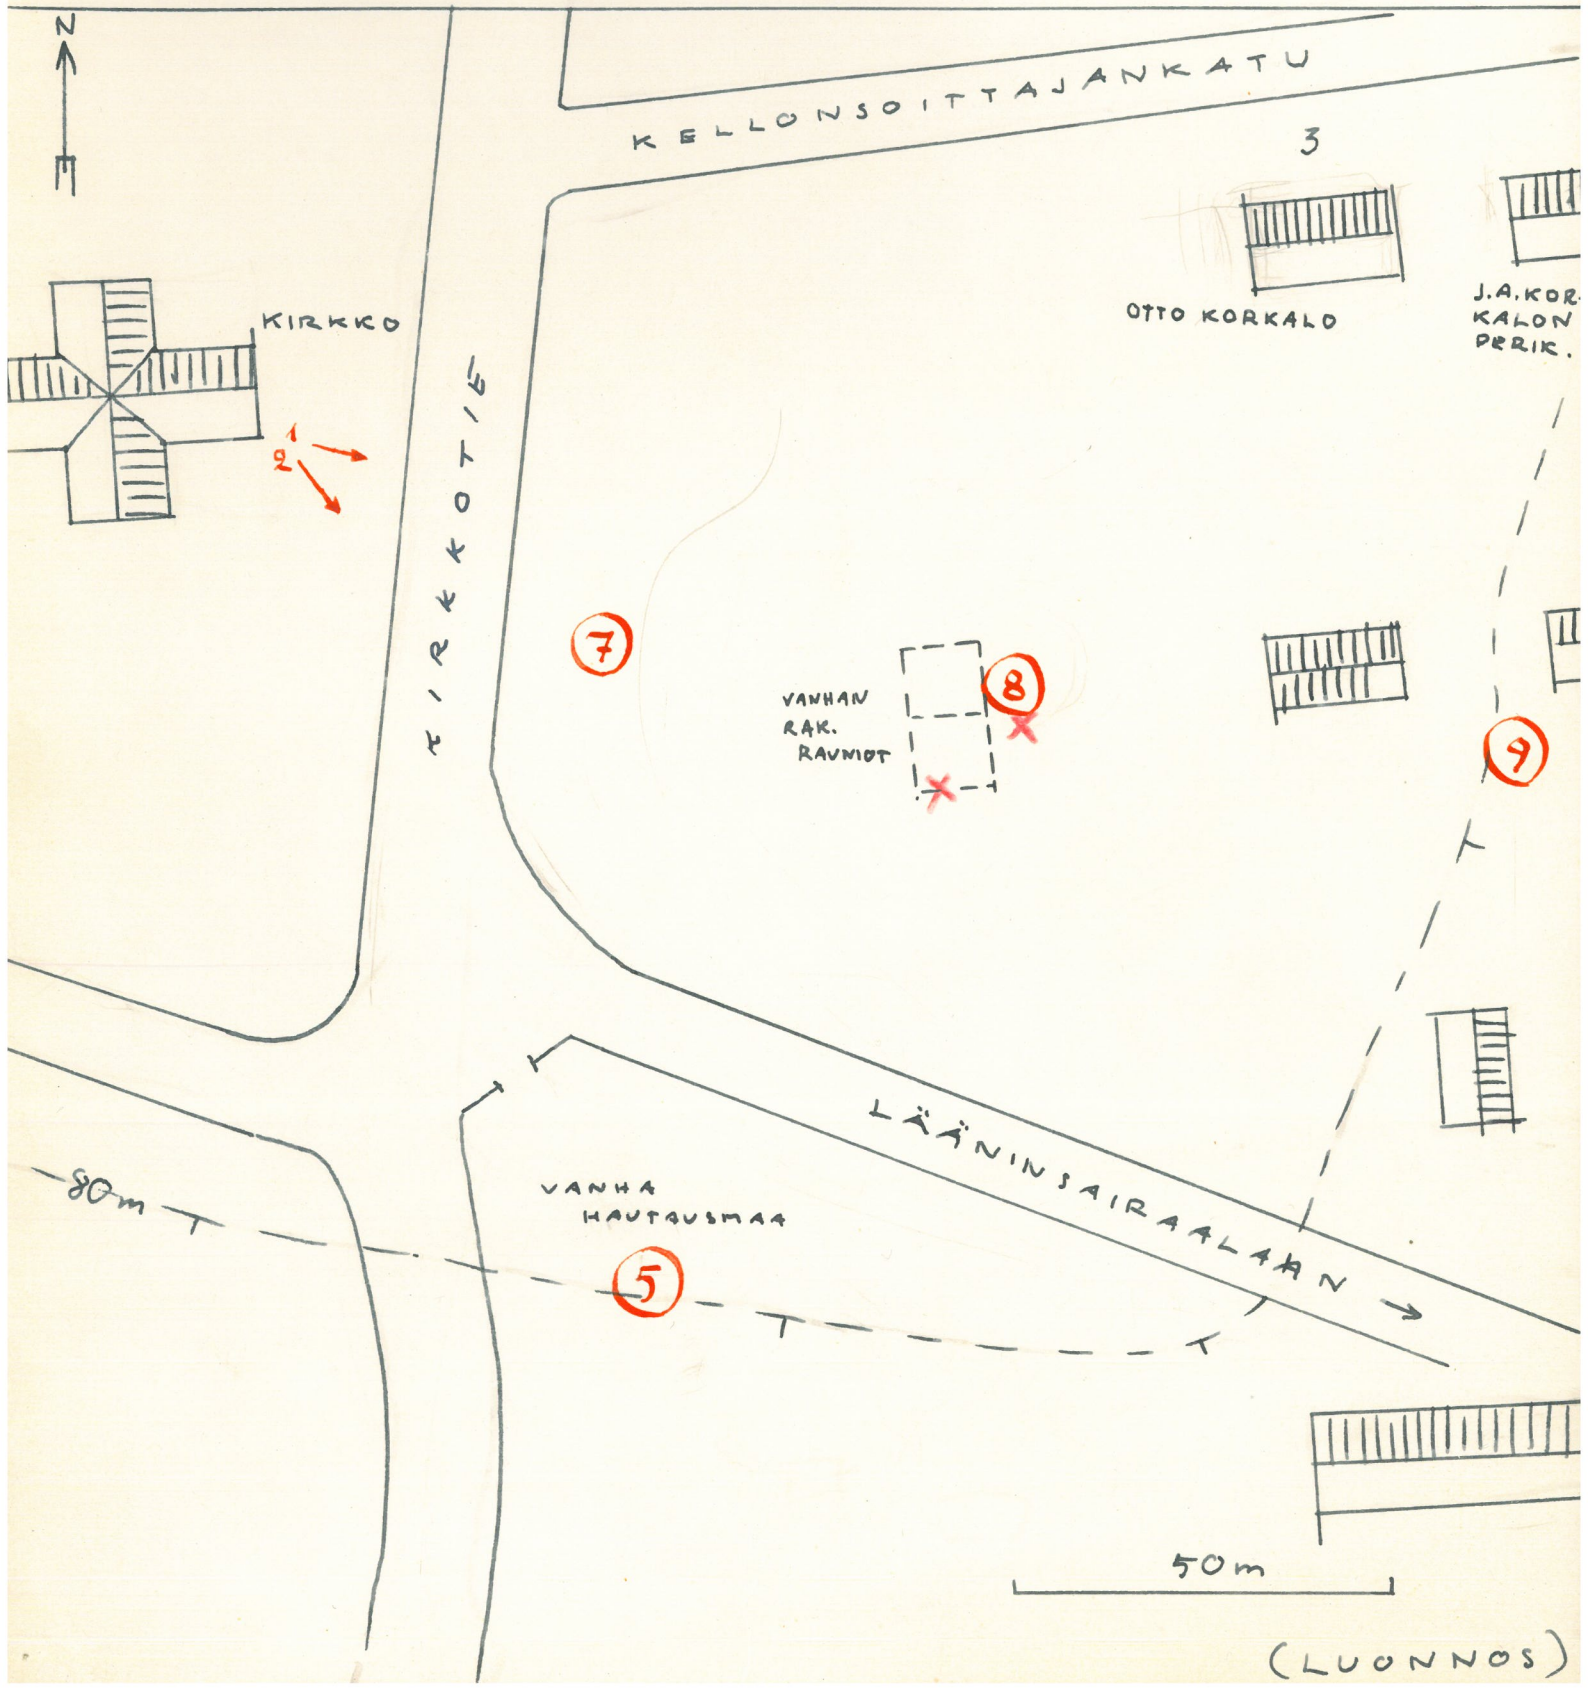 N
KELLONSOITTAJANKATU
3
OTTO KORKALO
J.A. KOR-
KALON
PERIK.
KIRKKO
1
2
KIRKKOTIE
7
8
VANHAN
RAK.
RAUNIOT
9
LÄÄNINSAIRAALAAN
80m
VANHA
HAUTAUSMAA
5
50m
(LUONNOS)